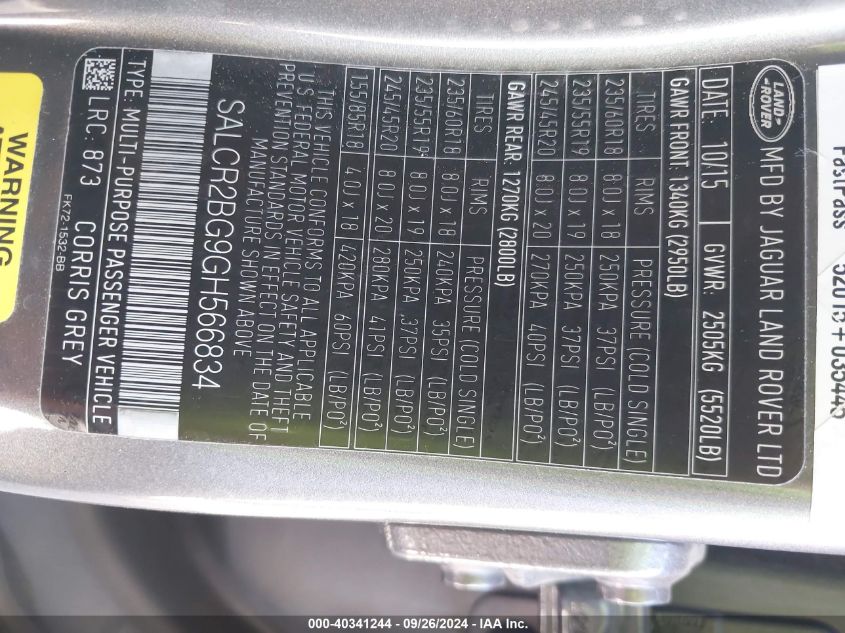 LAND-
ROVER
MFD BY JAGUAR LAND ROVER LTD
DATE: 10/15 GVWR: 2505KG (5520LB)
GAWR FRONT: 1340KG (2950LB)
TIRES RIMS PRESSURE (COLD SINGLE)
235/60R18 8.0J x 18 250KPA 37PSI (LB/PO²)
235/55R19 8.0J x 19 250KPA 37PSI (LB/PO²)
245/45R20 8.0J x 20 270KPA 40PSI (LB/PO²)
GAWR REAR: 1270KG (2800LB)
TIRES RIMS PRESSURE (COLD SINGLE)
235/60R18 8.0J x 18 240KPA 35PSI (LB/PO²)
235/55R19 8.0J x 19 250KPA 37PSI (LB/PO²)
245/45R20 8.0J x 20 280KPA 41PSI (LB/PO²)
155/85R18 4.0J x 18 420KPA 60PSI (LB/PO²)
THIS VEHICLE CONFORMS TO ALL APPLICABLE
U.S. FEDERAL MOTOR VEHICLE SAFETY AND THEFT
PREVENTION STANDARDS IN EFFECT ON THE DATE OF
MANUFACTURE SHOWN ABOVE
SALCR2BG9GH566834
TYPE: MULTI-PURPOSE PASSENGER VEHICLE
LRC: 873 CORRIS GREY
FK72-1532-BB
WARNING
FastPass 52015+035445
000-40341244 / 09/26/2024 - IAA Inc.